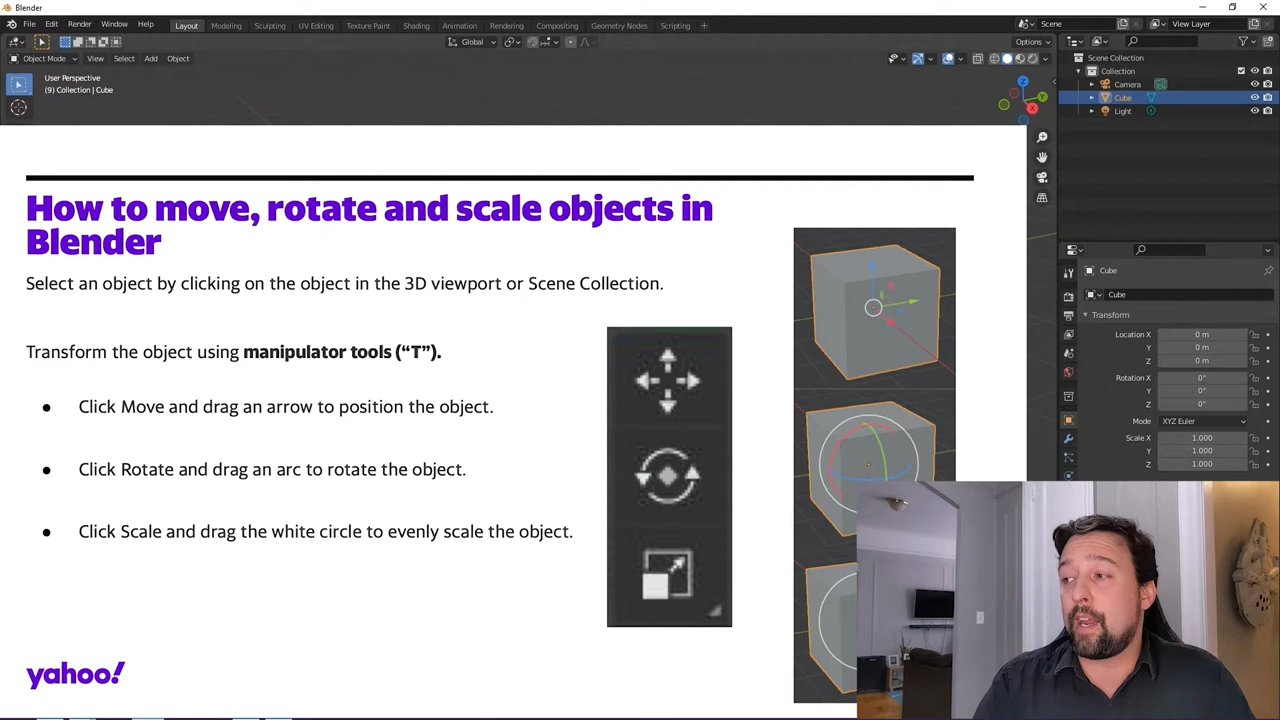 Blender
File Edit Render Window Help Layout Modeling Sculpting UV Editing Texture Paint Shading Animation Rendering Compositing Geometry Nodes Scripting + Scene View Layer
Global Options
Object Mode View Select Add Object
User Perspective
(9) Collection | Cube
Z
Y
X
Scene Collection
Collection
Camera
Cube
Light
How to move, rotate and scale objects in
Blender
Select an object by clicking on the object in the 3D viewport or Scene Collection.
Transform the object using manipulator tools (“T”).
● Click Move and drag an arrow to position the object.
● Click Rotate and drag an arc to rotate the object.
● Click Scale and drag the white circle to evenly scale the object.
yahoo!
Cube
Cube
Transform
Location X 0 m
Y 0 m
Z 0 m
Rotation X 0°
Y 0°
Z 0°
Mode XYZ Euler
Scale X 1.000
Y 1.000
Z 1.000